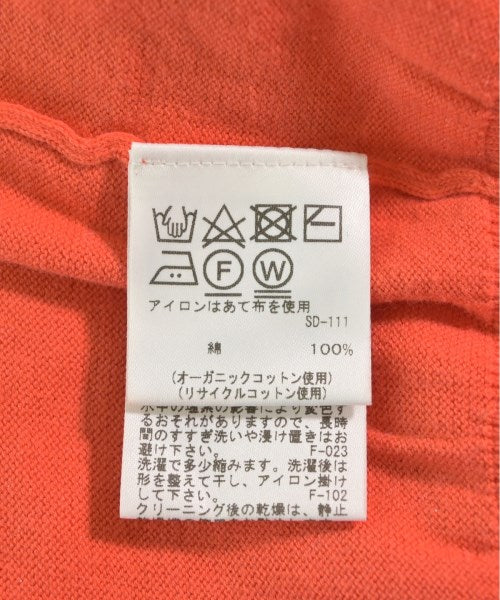 F W
アイロンはあて布を使用
SD-111
綿 100%
(オーガニックコットン使用)
(リサイクルコットン使用)
水中の塩素の影響により変色す
るおそれがありますので、長時
間のすすぎ洗いや浸け置きはお
避け下さい。 F-023
洗濯で多少縮みます。洗濯後は
形を整えて干し、アイロン掛け
して下さい。 F-102
クリーニング後の乾燥は、静止